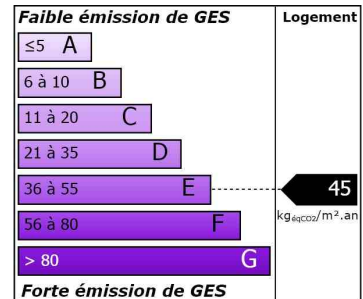 Faible émission de GES
Logement
≤5 A
6 à 10 B
11 à 20 C
21 à 35 D
36 à 55 E
45
kgéqCO2/m².an
56 à 80 F
> 80 G
Forte émission de GES